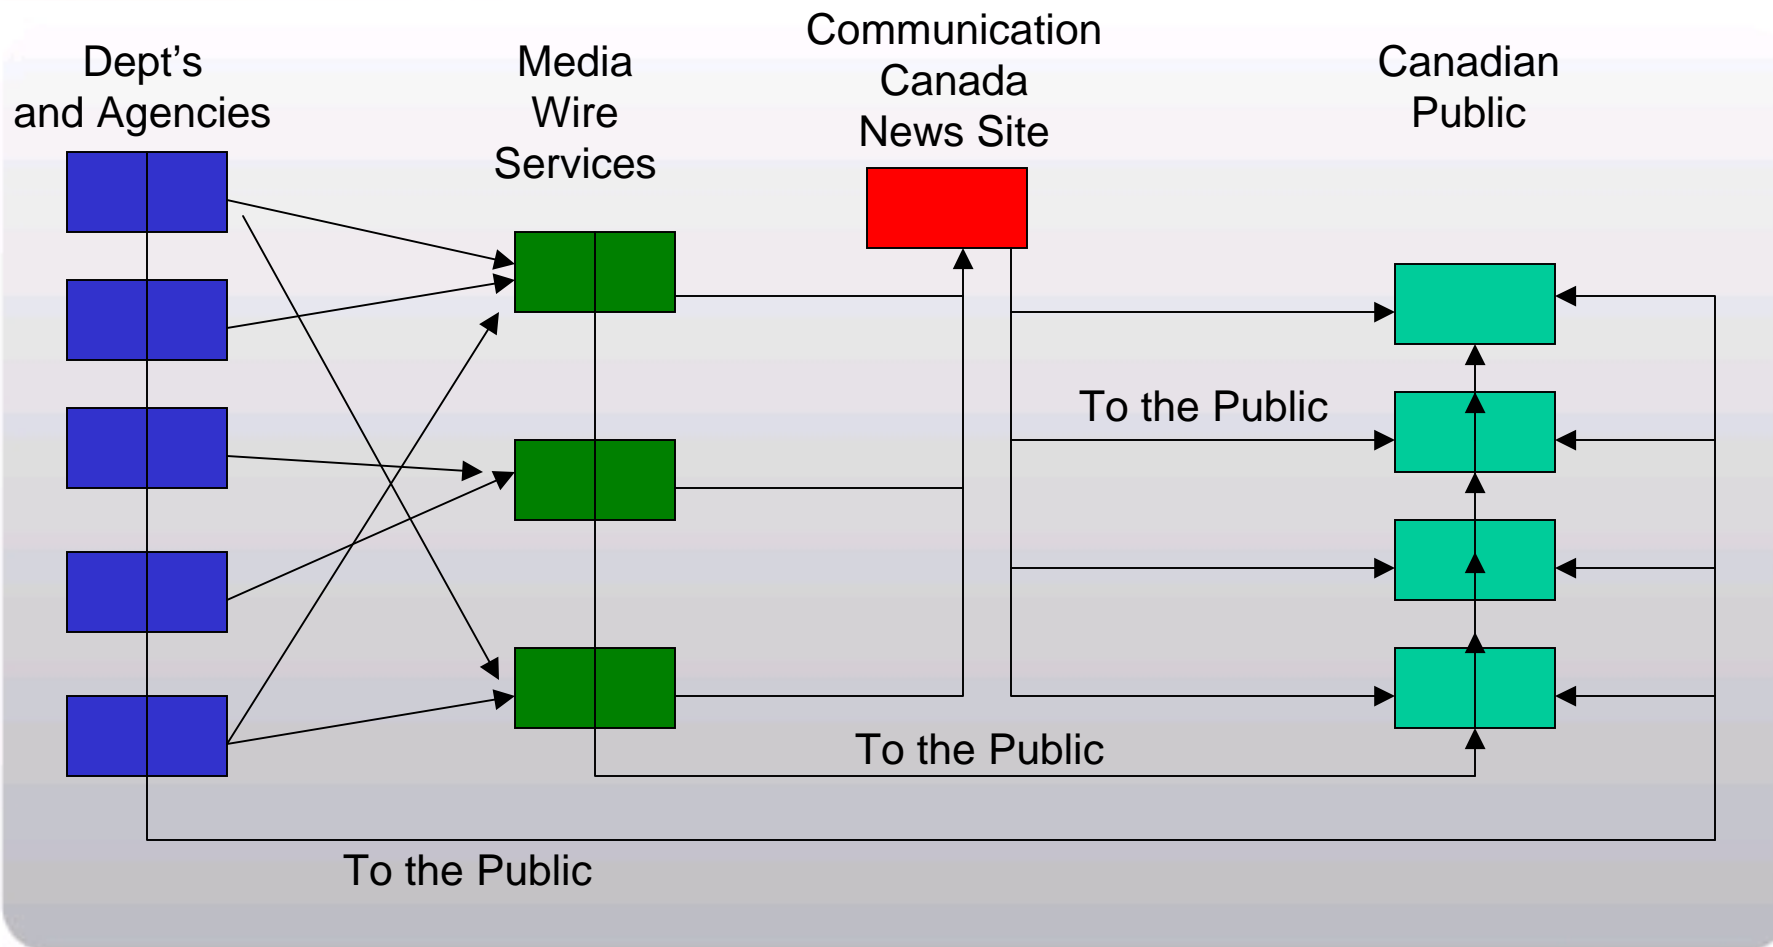 Dept's
and Agencies
Media
Wire
Services
Communication
Canada
News Site
Canadian
Public
To the Public
To the Public
To the Public